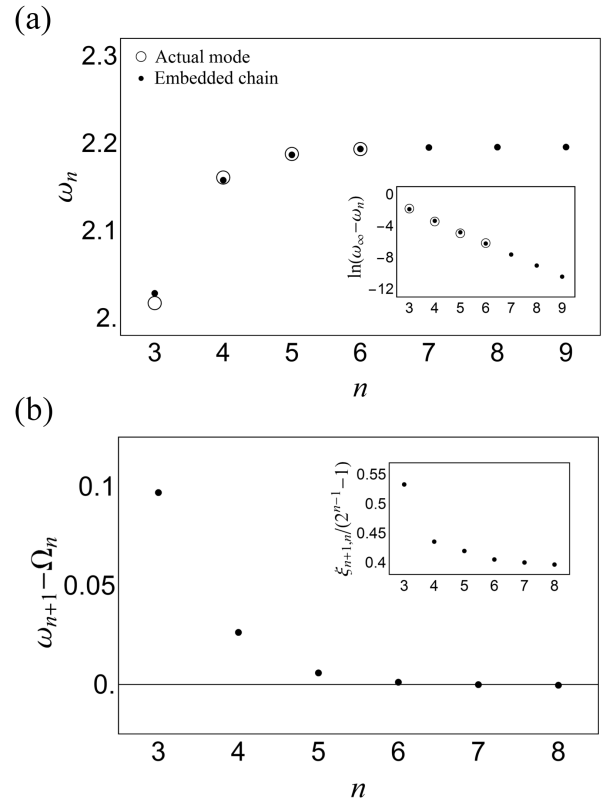 (a)
2.3
2.2
2.1
2.
ωₙ
○ Actual mode
• Embedded chain
0
−4
−8
−12
ln(ω∞−ωₙ)
3 4 5 6 7 8 9
3 4 5 6 7 8 9
n
(b)
0.1
0.05
0.
ωₙ₊₁−Ωₙ
0.55
0.5
0.45
0.4
ξₙ₊₁,ₙ/(2ⁿ⁻¹−1)
3 4 5 6 7 8
3 4 5 6 7 8
n